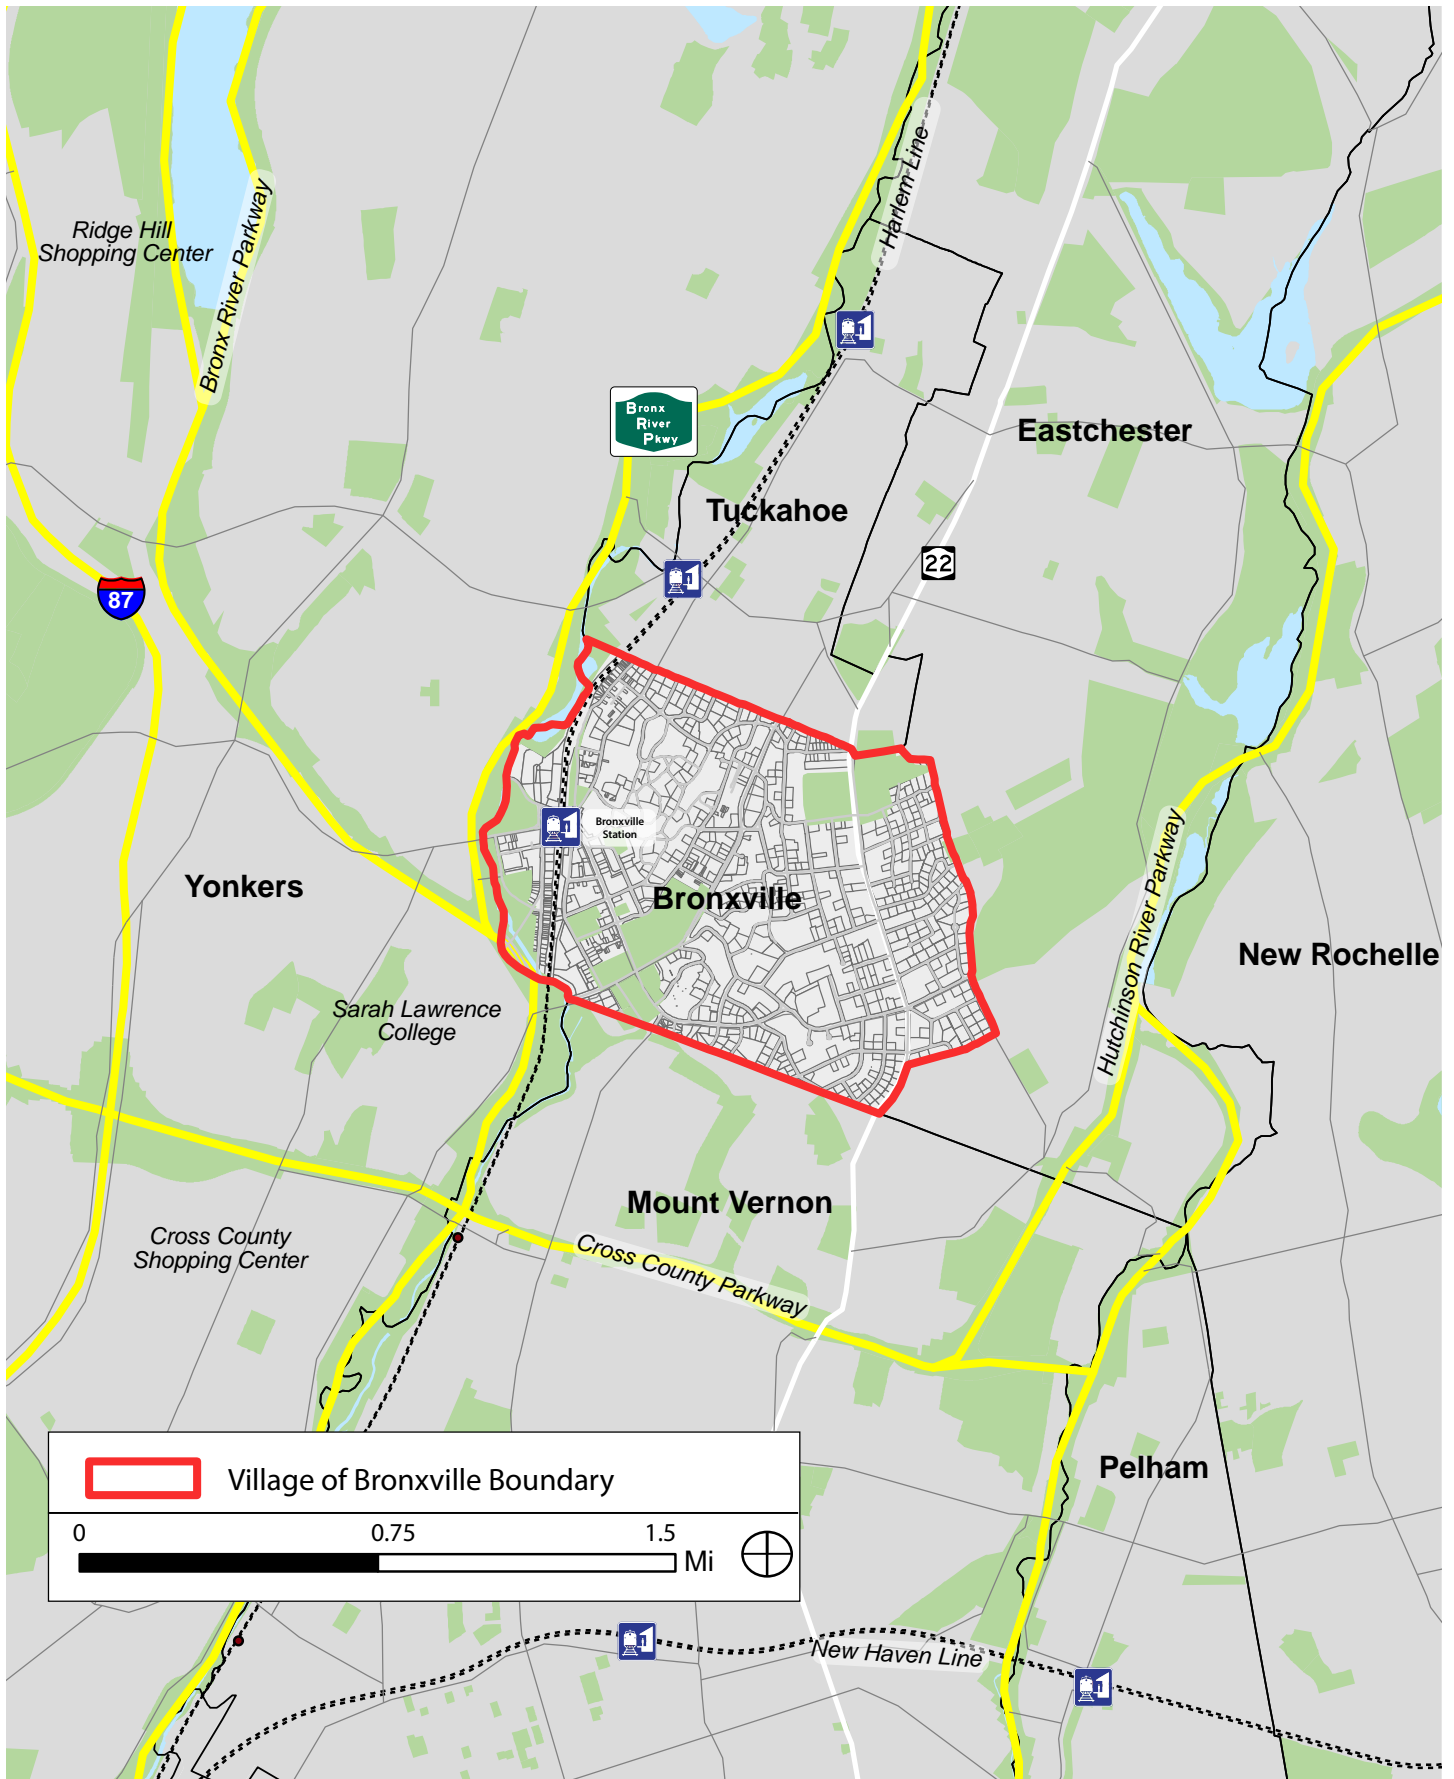 Harlem Line
Ridge Hill
Shopping Center
Bronx River Parkway
Bronx
River
Pkwy
Eastchester
Tuckahoe
22
87
Bronxville
Station
Yonkers
Bronxville
Hutchinson River Parkway
New Rochelle
Sarah Lawrence
College
Mount Vernon
Cross County
Shopping Center
Cross County Parkway
Pelham
Village of Bronxville Boundary
0 0.75 1.5
Mi
New Haven Line